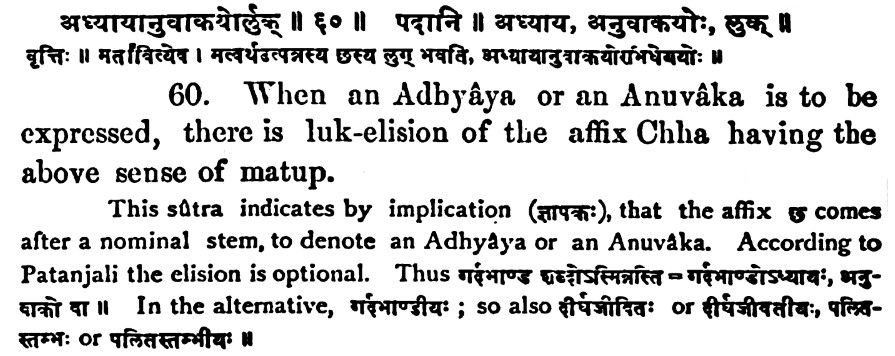 अध्यायानुवाकयोर्लुक् ॥ ६० ॥ पदानि ॥ अध्याय, अनुवाकयोः, लुक् ॥
वृत्तिः ॥ मतावित्येव । मत्वर्थउत्पन्नस्य छस्य लुग् भवति, अध्यायानुवाकयोरभिधेययोः ॥
60. When an Adhyâya or an Anuvâka is to be
expressed, there is luk-elision of the affix Chha having the
above sense of matup.
This sûtra indicates by implication (ज्ञापकः), that the affix छ comes
after a nominal stem, to denote an Adhyâya or an Anuvâka. According to
Patanjali the elision is optional. Thus गर्दभाण्ड शब्दोऽस्मिन्नस्ति = गर्दभाण्डोऽध्यायः, अनु-
वाको वा ॥ In the alternative, गर्दभाण्डीयः ; so also दीर्घजीवितः or दीर्घजीवितीयः, पलित-
स्तम्भः or पलितस्तम्भीयः ॥